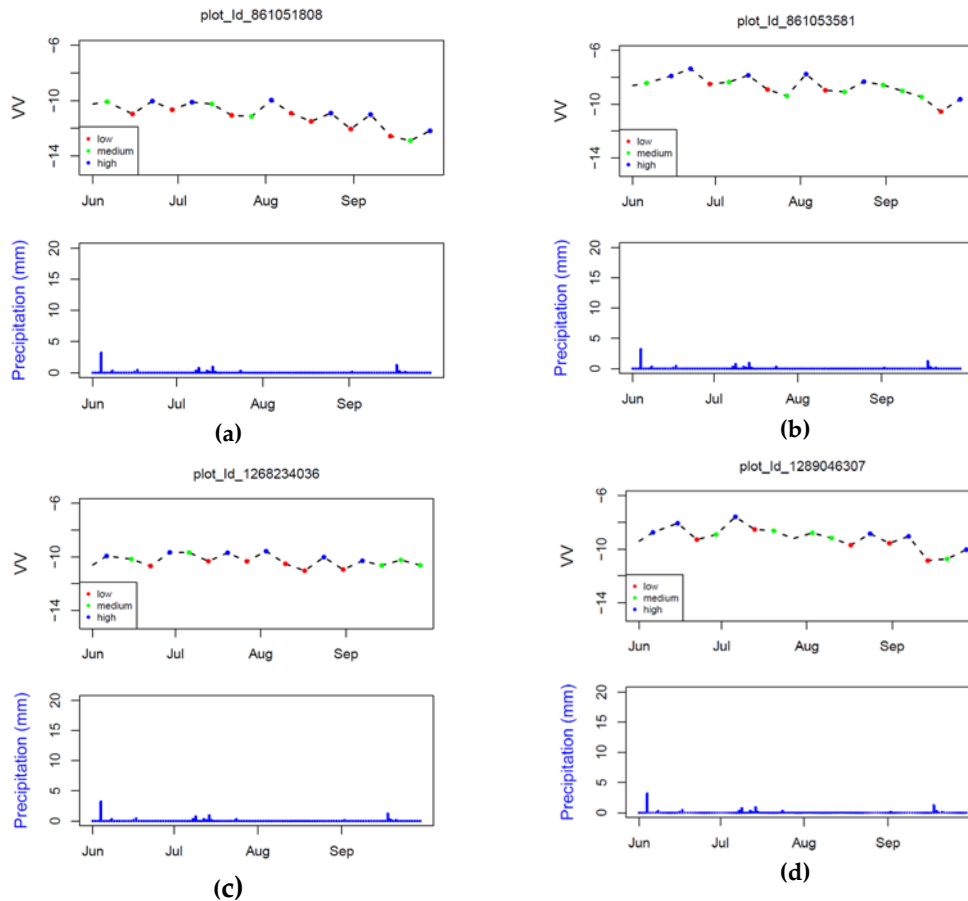 plot_Id_861051808
VV
-6
-10
-14
low
medium
high
Jun Jul Aug Sep
Precipitation (mm)
20
15
10
5
0
Jun Jul Aug Sep
(a)
plot_Id_861053581
VV
-6
-10
-14
low
medium
high
Jun Jul Aug Sep
Precipitation (mm)
20
15
10
5
0
Jun Jul Aug Sep
(b)
plot_Id_1268234036
VV
-6
-10
-14
low
medium
high
Jun Jul Aug Sep
Precipitation (mm)
20
15
10
5
0
Jun Jul Aug Sep
(c)
plot_Id_1289046307
VV
-6
-10
-14
low
medium
high
Jun Jul Aug Sep
Precipitation (mm)
20
15
10
5
0
Jun Jul Aug Sep
(d)